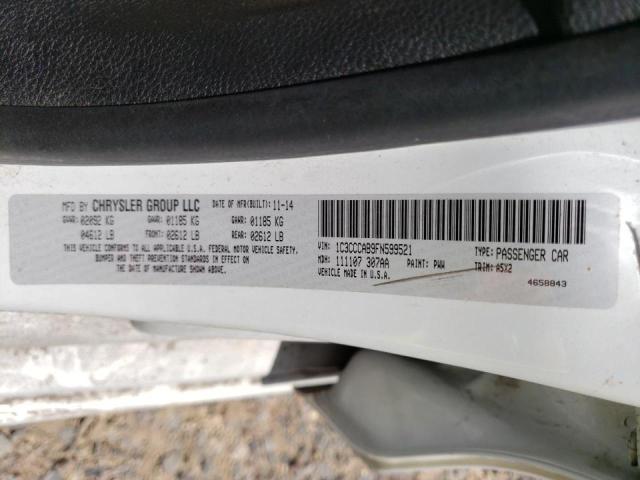 MFD BY CHRYSLER GROUP LLC DATE OF MFR(BUILT): 11-14
GVWR: 02092 KG GAWR: 01185 KG GAWR: 01185 KG
04612 LB FRONT: 02612 LB REAR: 02612 LB
THIS VEHICLE CONFORMS TO ALL APPLICABLE U.S.A. FEDERAL MOTOR VEHICLE SAFETY,
BUMPER AND THEFT PREVENTION STANDARDS IN EFFECT ON
THE DATE OF MANUFACTURE SHOWN ABOVE.
VIN: 1C3CCCAB9FN599521 TYPE: PASSENGER CAR
MDH: 111107 307AA PAINT: PWW TRIM: A5X2
VEHICLE MADE IN U.S.A.
4658843